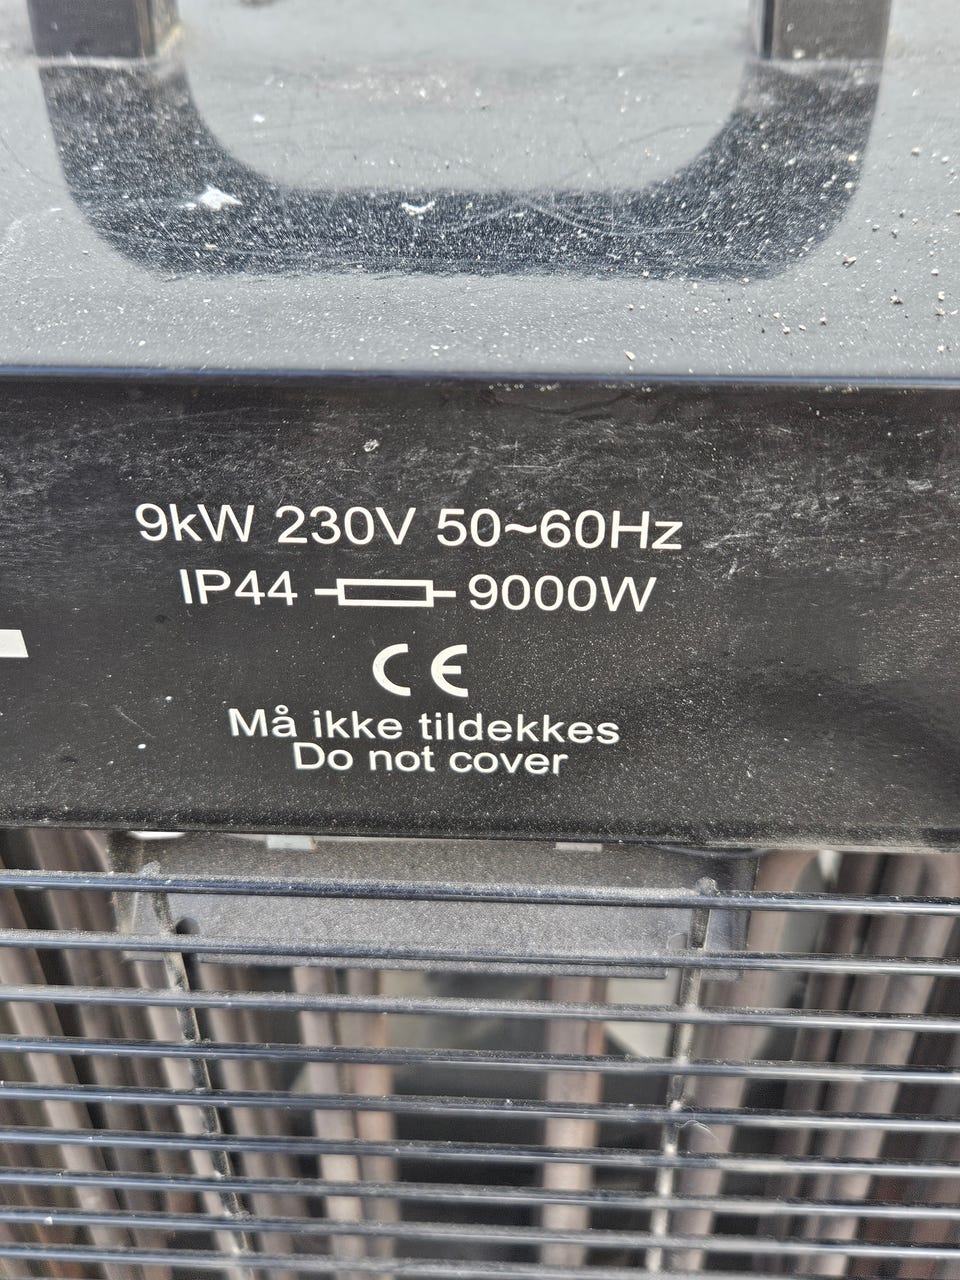 9kW 230V 50~60Hz
IP44 9000W
CE
Må ikke tildekkes
Do not cover